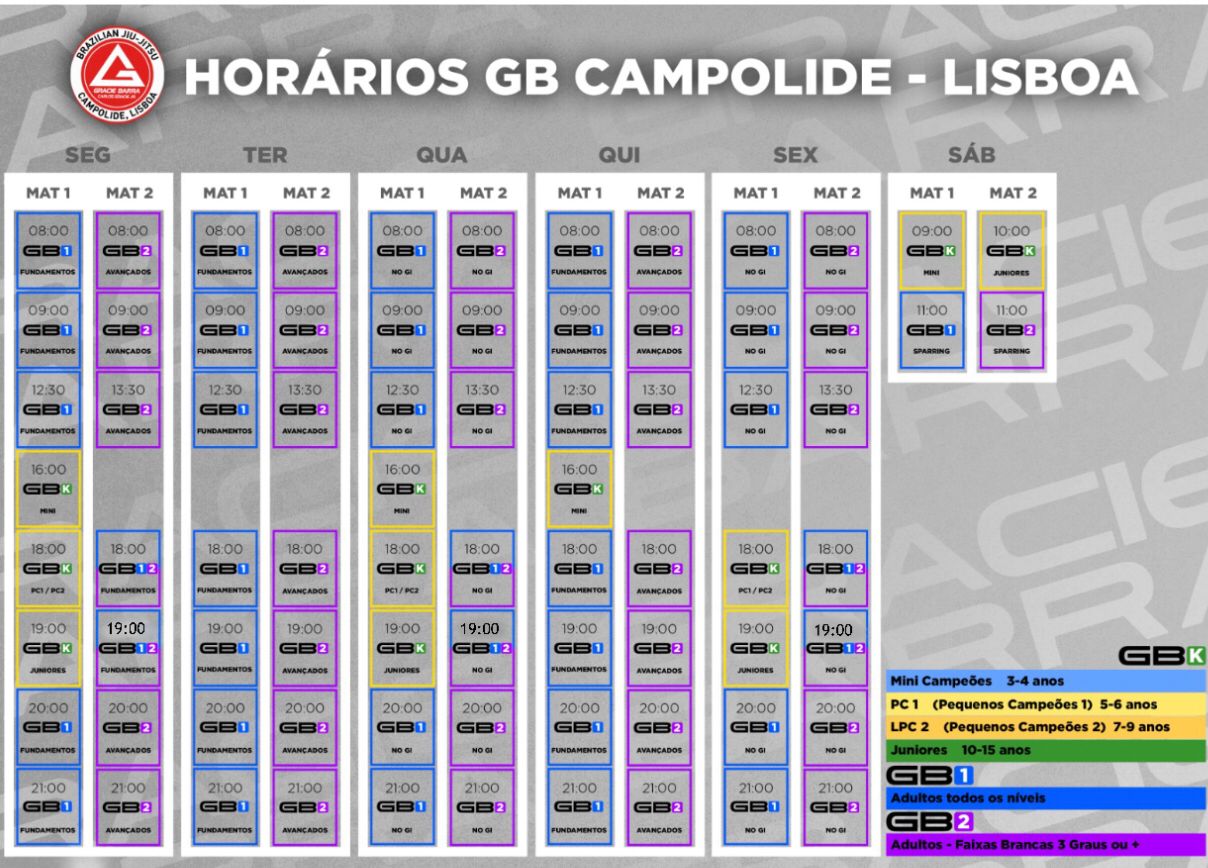 BRAZILIAN JIU-JITSU
GRACIE BARRA
CAMPOLIDE, LISBOA
HORÁRIOS GB CAMPOLIDE - LISBOA
SEG TER QUA QUI SEX SÁB
MAT 1 MAT 2 MAT 1 MAT 2 MAT 1 MAT 2 MAT 1 MAT 2 MAT 1 MAT 2 MAT 1 MAT 2
08:00 08:00 08:00 08:00 08:00 08:00 08:00 08:00 08:00 08:00 09:00 10:00
GB1 GB2 GB1 GB2 GB1 GB2 GB1 GB2 GB1 GB2 GBK GBK
FUNDAMENTOS AVANÇADOS FUNDAMENTOS AVANÇADOS NO GI NO GI FUNDAMENTOS AVANÇADOS NO GI NO GI MINI JUNIORES
09:00 09:00 09:00 09:00 09:00 09:00 09:00 09:00 09:00 09:00 11:00 11:00
GB1 GB2 GB1 GB2 GB1 GB2 GB1 GB2 GB1 GB2 GB1 GB2
FUNDAMENTOS AVANÇADOS FUNDAMENTOS AVANÇADOS NO GI NO GI FUNDAMENTOS AVANÇADOS NO GI NO GI SPARRING SPARRING
12:30 13:30 12:30 13:30 12:30 13:30 12:30 13:30 12:30 13:30
GB1 GB2 GB1 GB2 GB1 GB2 GB1 GB2 GB1 GB2
FUNDAMENTOS AVANÇADOS FUNDAMENTOS AVANÇADOS NO GI NO GI FUNDAMENTOS AVANÇADOS NO GI NO GI
16:00 16:00 16:00
GBK GBK GBK
MINI MINI MINI
18:00 18:00 18:00 18:00 18:00 18:00 18:00 18:00 18:00 18:00
GBK GB12 GB1 GB2 GBK GB12 GB1 GB2 GBK GB12
PC1 / PC2 FUNDAMENTOS FUNDAMENTOS AVANÇADOS PC1 / PC2 NO GI FUNDAMENTOS AVANÇADOS PC1 / PC2 NO GI
19:00 19:00 19:00 19:00 19:00 19:00 19:00 19:00 19:00 19:00
GBK GB12 GB1 GB2 GBK GB12 GB1 GB2 GBK GB12
JUNIORES FUNDAMENTOS FUNDAMENTOS AVANÇADOS JUNIORES NO GI FUNDAMENTOS AVANÇADOS JUNIORES NO GI
20:00 20:00 20:00 20:00 20:00 20:00 20:00 20:00 20:00 20:00
GB1 GB2 GB1 GB2 GB1 GB2 GB1 GB2 GB1 GB2
FUNDAMENTOS AVANÇADOS FUNDAMENTOS AVANÇADOS NO GI NO GI FUNDAMENTOS AVANÇADOS NO GI NO GI
21:00 21:00 21:00 21:00 21:00 21:00 21:00 21:00 21:00 21:00
GB1 GB2 GB1 GB2 GB1 GB2 GB1 GB2 GB1 GB2
FUNDAMENTOS AVANÇADOS FUNDAMENTOS AVANÇADOS NO GI NO GI FUNDAMENTOS AVANÇADOS NO GI NO GI
GBK
Mini Campeões 3-4 anos
PC 1 (Pequenos Campeões 1) 5-6 anos
LPC 2 (Pequenos Campeões 2) 7-9 anos
Juniores 10-15 anos
GB1
Adultos todos os níveis
GB2
Adultos - Faixas Brancas 3 Graus ou +